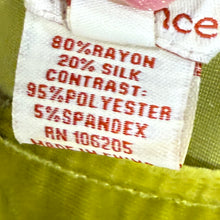 nce
80%RAYON
20% SILK
CONTRAST:
95%POLYESTER
5%SPANDEX
RN 106205